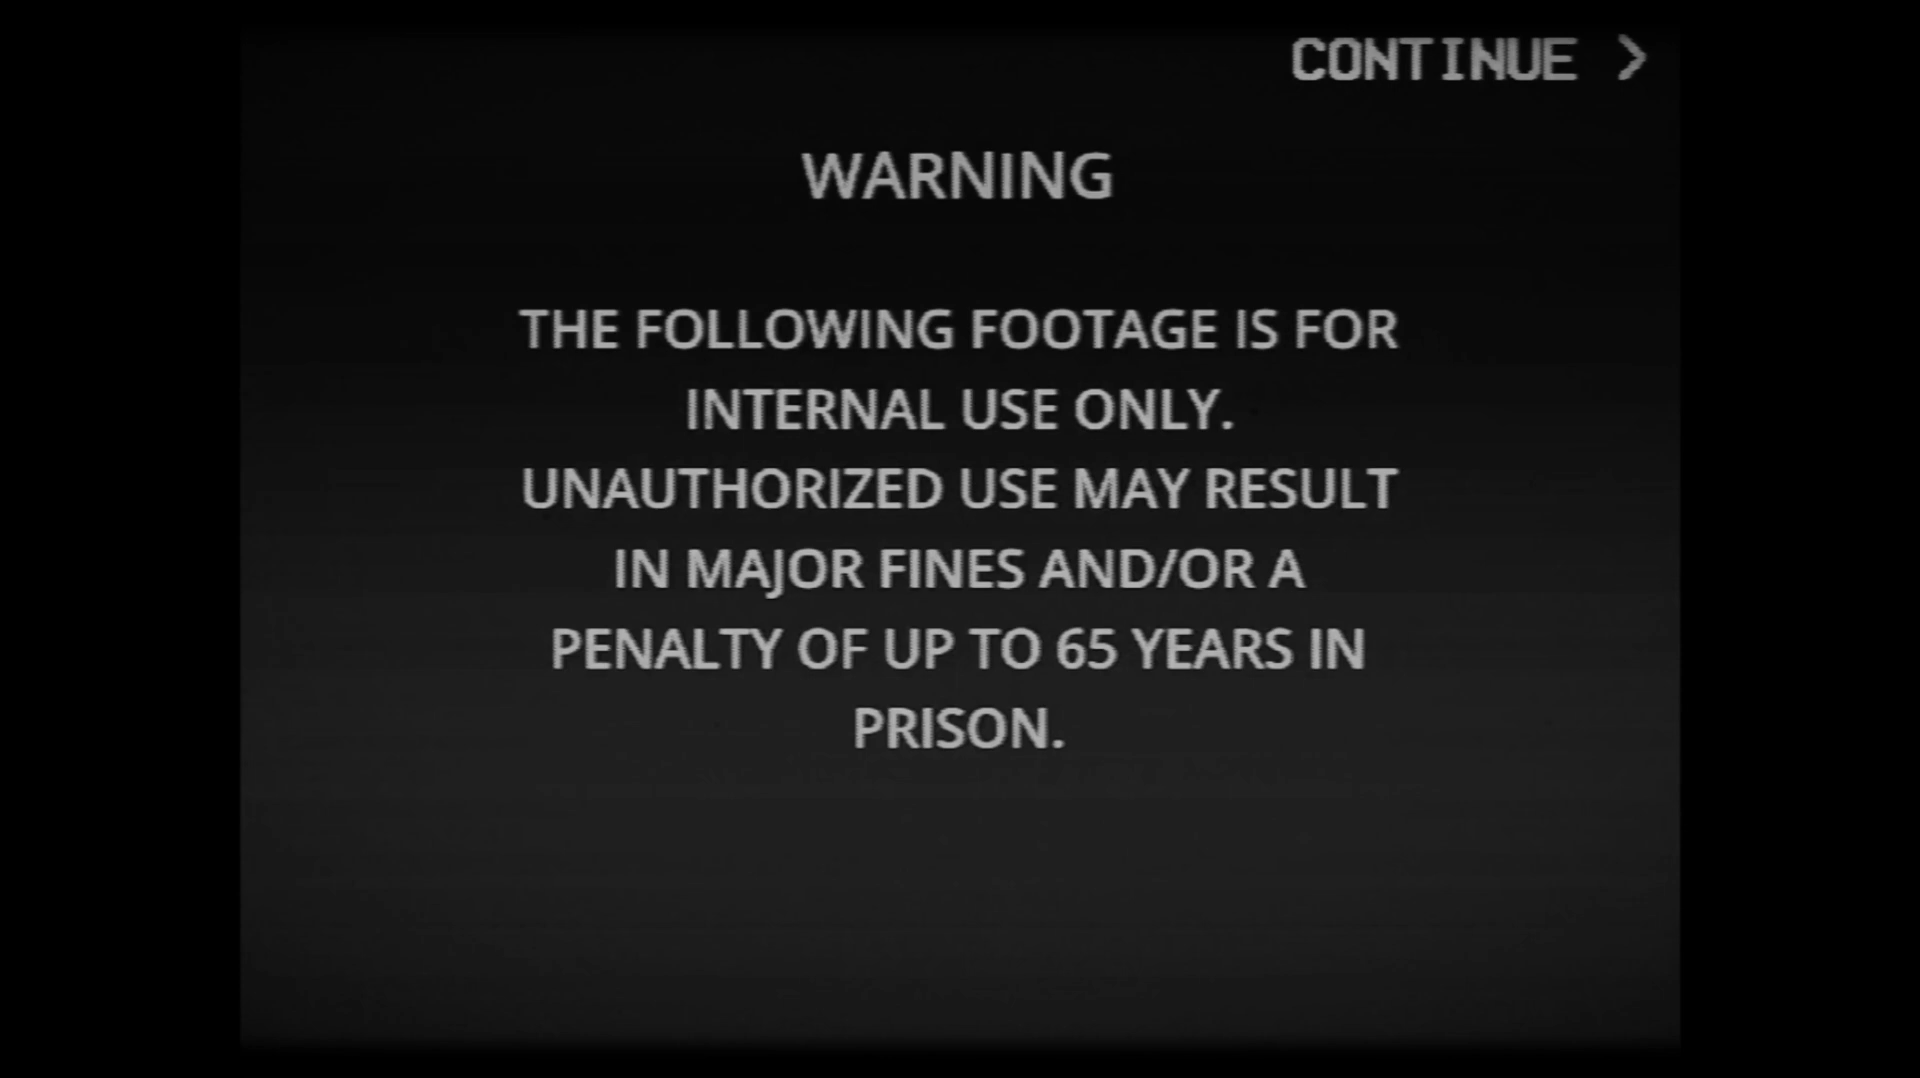 CONTINUE >
WARNING
THE FOLLOWING FOOTAGE IS FOR
INTERNAL USE ONLY.
UNAUTHORIZED USE MAY RESULT
IN MAJOR FINES AND/OR A
PENALTY OF UP TO 65 YEARS IN
PRISON.